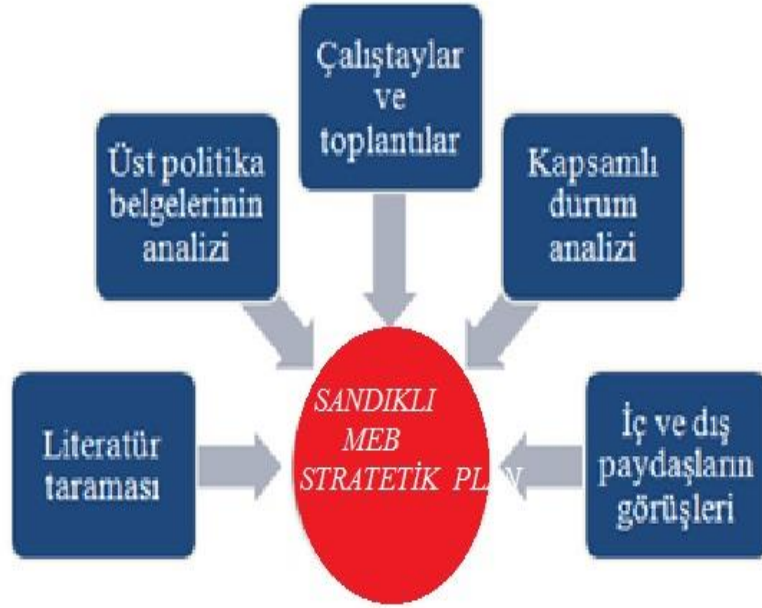 Çalıştaylar
ve
toplantılar
Üst politika
belgelerinin
analizi
Kapsamlı
durum
analizi
Literatür
taraması
SANDIKLI
MEB
STRATETİK PLAN
İç ve dış
paydaşların
görüşleri